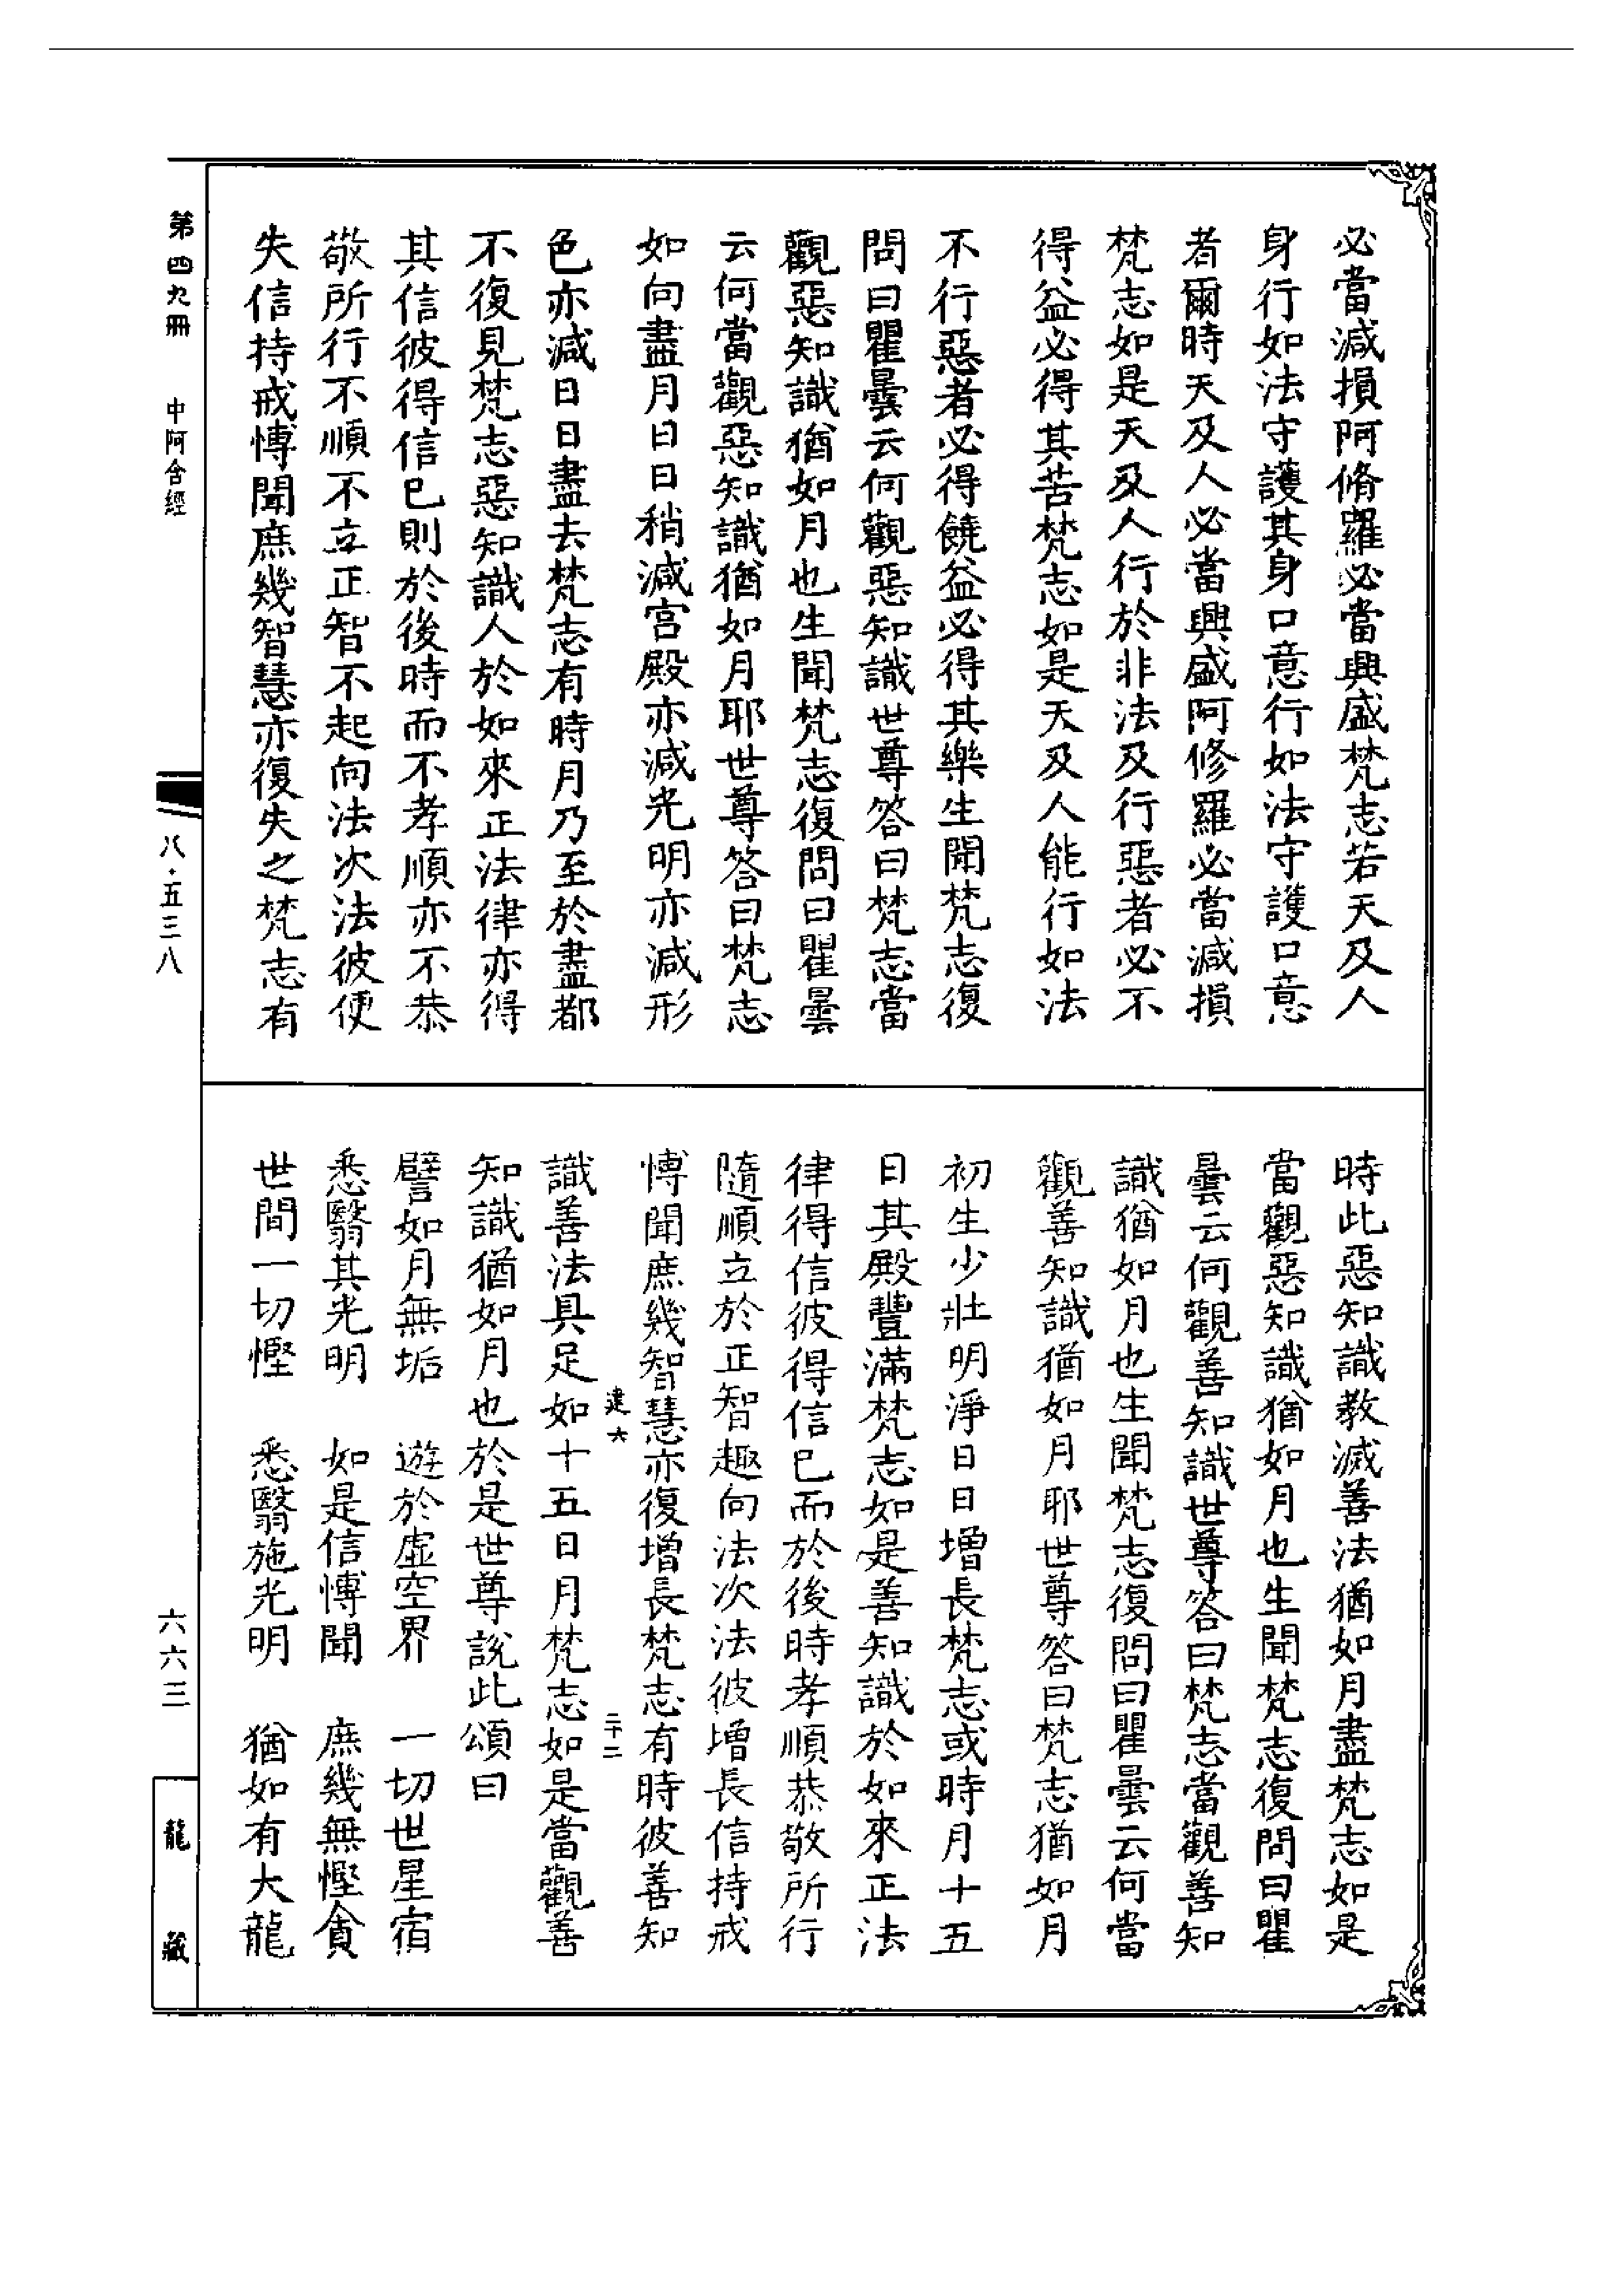 必當減損阿脩羅必當興盛梵志若天及人
身行如法守護其身口意行如法守護口意
者爾時天及人必當興盛阿修羅必當減損
梵志如是天及人行於非法及行惡者必不
得益必得其苦梵志如是天及人能行如法
不行惡者必得饒益必得其樂生聞梵志復
問曰瞿曇云何觀惡知識世尊答曰梵志當
觀惡知識猶如月也生聞梵志復問曰瞿曇
云何當觀惡知識猶如月耶世尊答曰梵志
如向盡月日日稍減宮殿亦減光明亦減形
色亦減日日盡去梵志有時月乃至於盡都
不復見梵志惡知識人於如來正法律亦得
其信彼得信已則於後時而不孝順亦不恭
敬所行不順不立正智不起向法次法彼便
失信持戒愽聞庶幾智慧亦復失之梵志有
時此惡知識教滅善法猶如月盡梵志如是
當觀惡知識猶如月也生聞梵志復問曰瞿
曇云何觀善知識世尊答曰梵志當觀善知
識猶如月也生聞梵志復問曰瞿曇云何當
觀善知識猶如月耶世尊答曰梵志猶如月
初生少壯明淨日日增長梵志或時月十五
日其殿豐滿梵志如是善知識於如來正法
律得信彼得信已而於後時孝順恭敬所行
隨順立於正智趣向法次法彼增長信持戒
愽聞庶幾智慧亦復增長梵志有時彼善知
建六 二十二
識善法具足如十五日月梵志如是當觀善
知識猶如月也於是世尊說此頌曰
譬如月無垢 遊於虛空界 一切世星宿
悉翳其光明 如是信愽聞 庶幾無慳貪
世間一切慳 悉翳施光明 猶如有大龍
第四九冊 中阿含經 八·五三八 六六三 龍藏